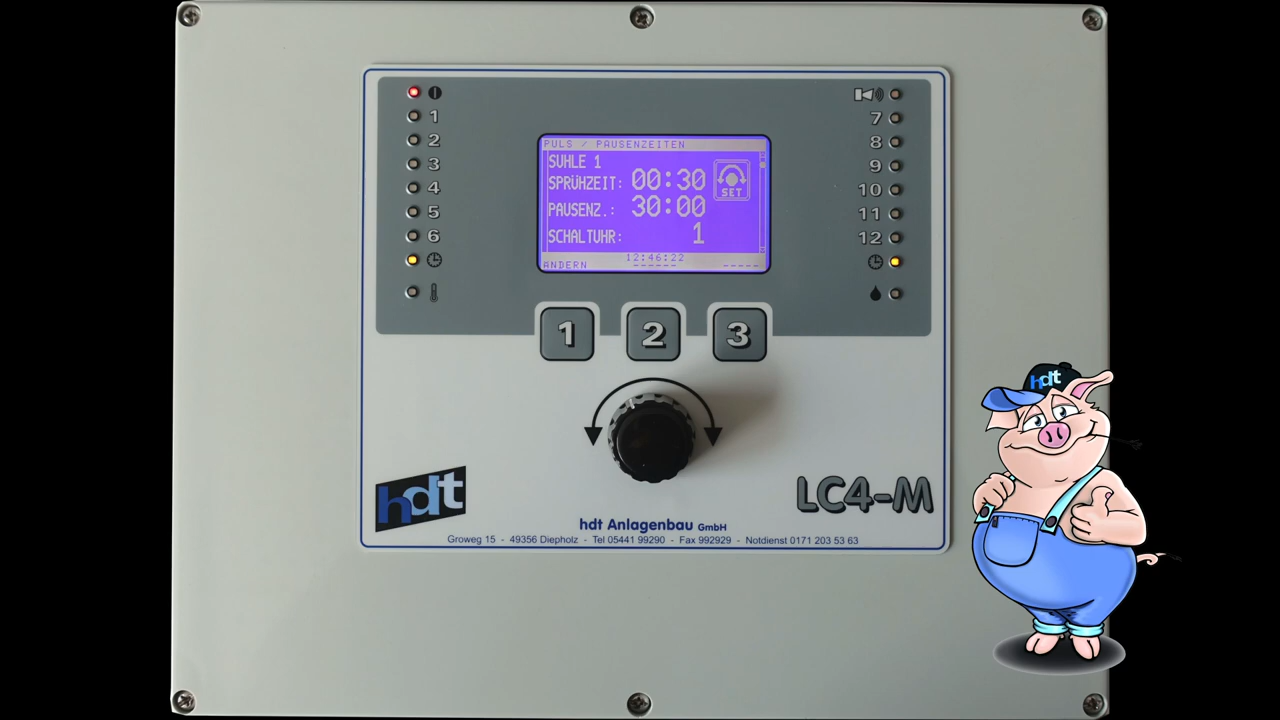 1
2
3
4
5
6
7
8
9
10
11
12
PULS / PAUSENZEITEN
SUHLE 1
SPRÜHZEIT: 00:30
SET
PAUSENZ.: 30:00
SCHALTUHR: 1
12:46:22
ANDERN ------ -----
1 2 3
hdt
LC4-M
hdt Anlagenbau GmbH
Groweg 15 - 49356 Diepholz - Tel 05441 99290 - Fax 992929 - Notdienst 0171 203 53 63
hdt